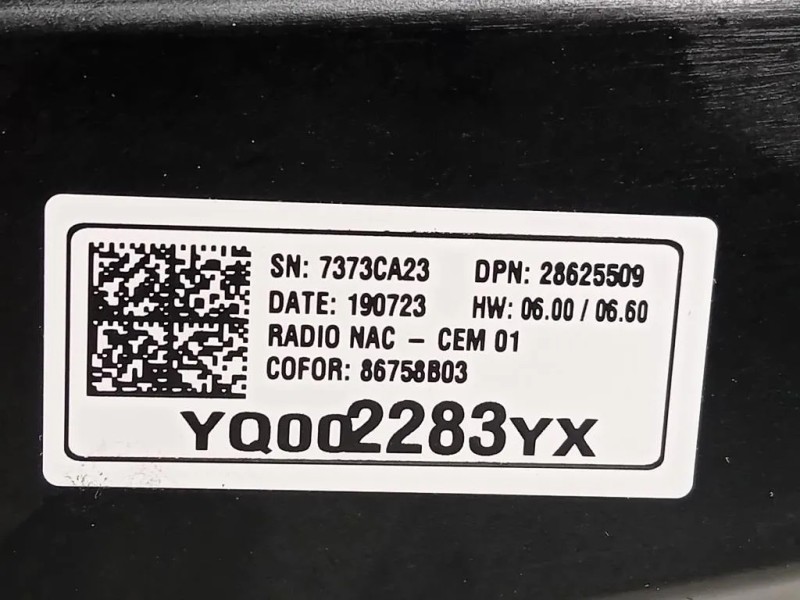 SN: 7373CA23 DPN: 28625509
DATE: 190723 HW: 06.00 / 06.60
RADIO NAC - CEM 01
COFOR: 86758B03
YQ002283YX